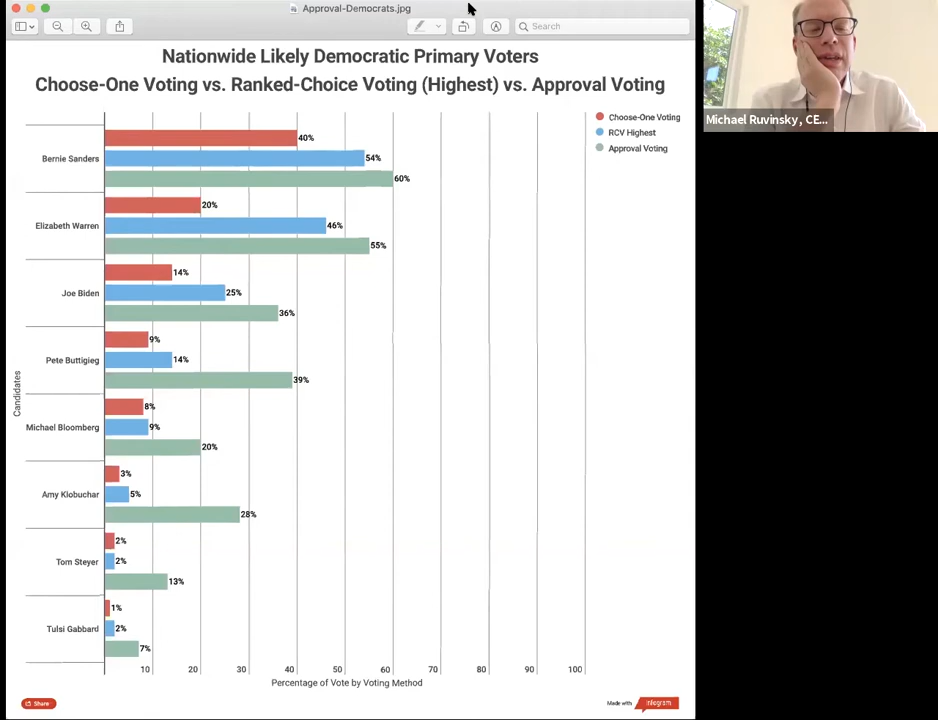 Approval-Democrats.jpg
Search
Nationwide Likely Democratic Primary Voters
Choose-One Voting vs. Ranked-Choice Voting (Highest) vs. Approval Voting
Choose-One Voting
RCV Highest
Approval Voting
40%
Bernie Sanders
54%
60%
20%
Elizabeth Warren
46%
55%
14%
Joe Biden
25%
36%
9%
Pete Buttigieg
14%
39%
8%
Michael Bloomberg
9%
20%
3%
Amy Klobuchar
5%
28%
2%
Tom Steyer
2%
13%
1%
Tulsi Gabbard
2%
7%
Candidates
10 20 30 40 50 60 70 80 90 100
Percentage of Vote by Voting Method
Share
Made with infogram
Michael Ruvinsky, CE...